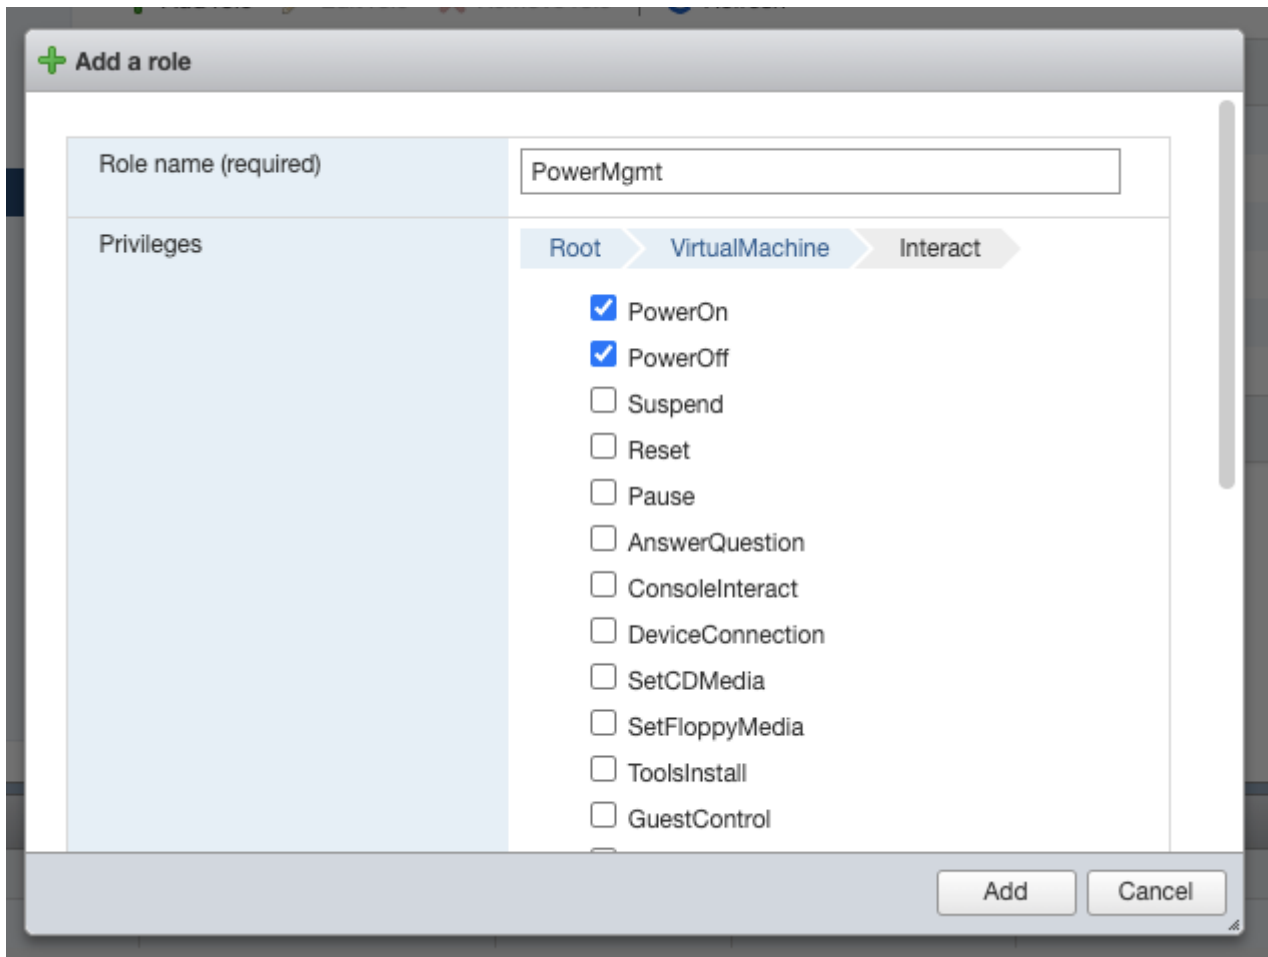 Add a role
Role name (required)
PowerMgmt
Privileges
Root VirtualMachine Interact
PowerOn
PowerOff
Suspend
Reset
Pause
AnswerQuestion
ConsoleInteract
DeviceConnection
SetCDMedia
SetFloppyMedia
ToolsInstall
GuestControl
Add Cancel